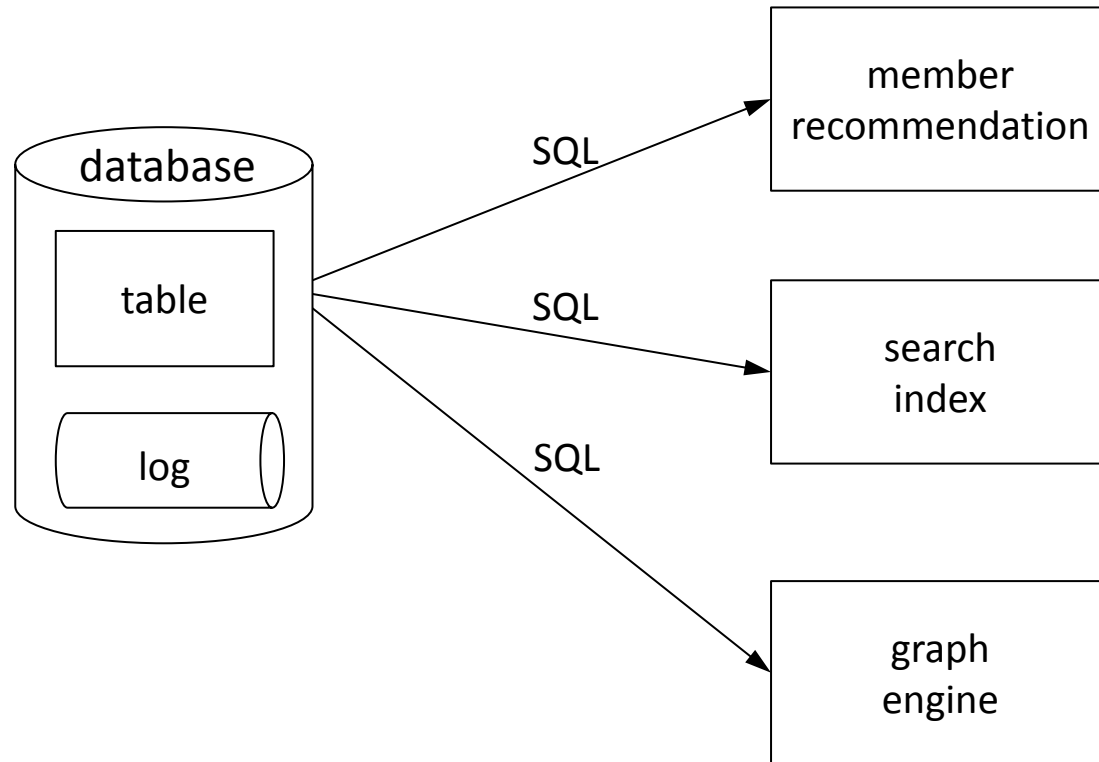 database
table
log
SQL
SQL
SQL
member
recommendation
search
index
graph
engine